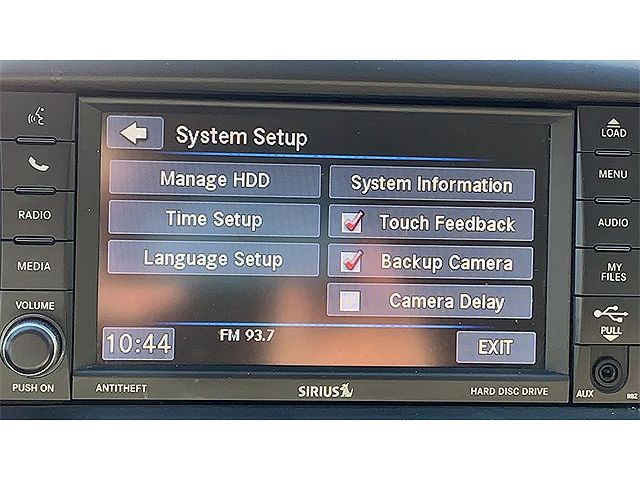 System Setup
Manage HDD
System Information
Time Setup
Touch Feedback
Language Setup
Backup Camera
Camera Delay
10:44
FM 93.7
EXIT
RADIO
MEDIA
VOLUME
PUSH ON
LOAD
MENU
AUDIO
MY
FILES
PULL
AUX
RBZ
ANTITHEFT
SIRIUS
HARD DISC DRIVE